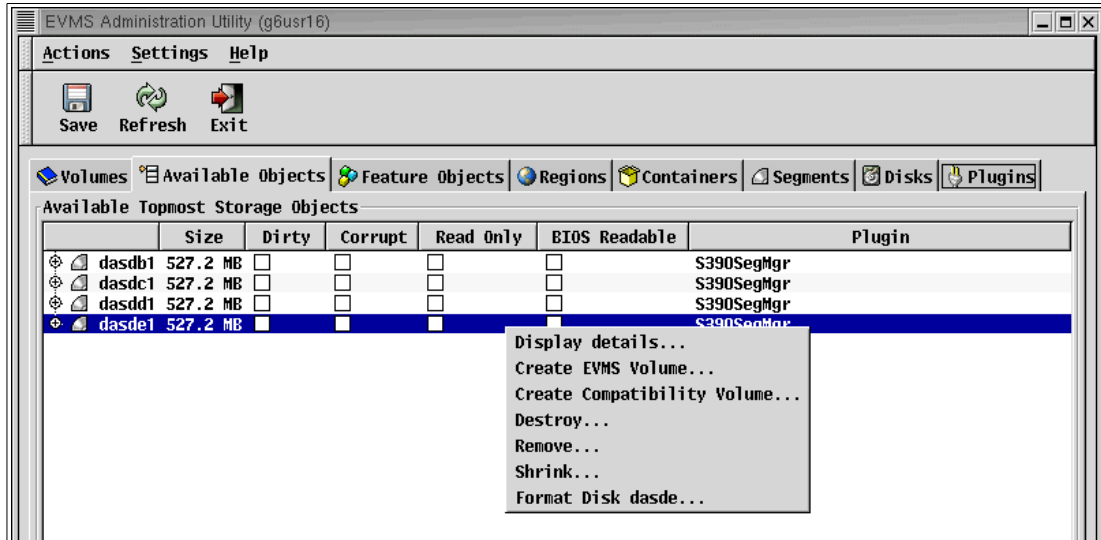 EVMS Administration Utility (g6usr16)
Actions Settings Help
Save Refresh Exit
Volumes Available Objects Feature Objects Regions Containers Segments Disks Plugins
Available Topmost Storage Objects
Size Dirty Corrupt Read Only BIOS Readable Plugin
dasdb1 527.2 MB S390SegMgr
dasdc1 527.2 MB S390SegMgr
dasdd1 527.2 MB S390SegMgr
dasde1 527.2 MB S390SegMgr
Display details...
Create EVMS Volume...
Create Compatibility Volume...
Destroy...
Remove...
Shrink...
Format Disk dasde...